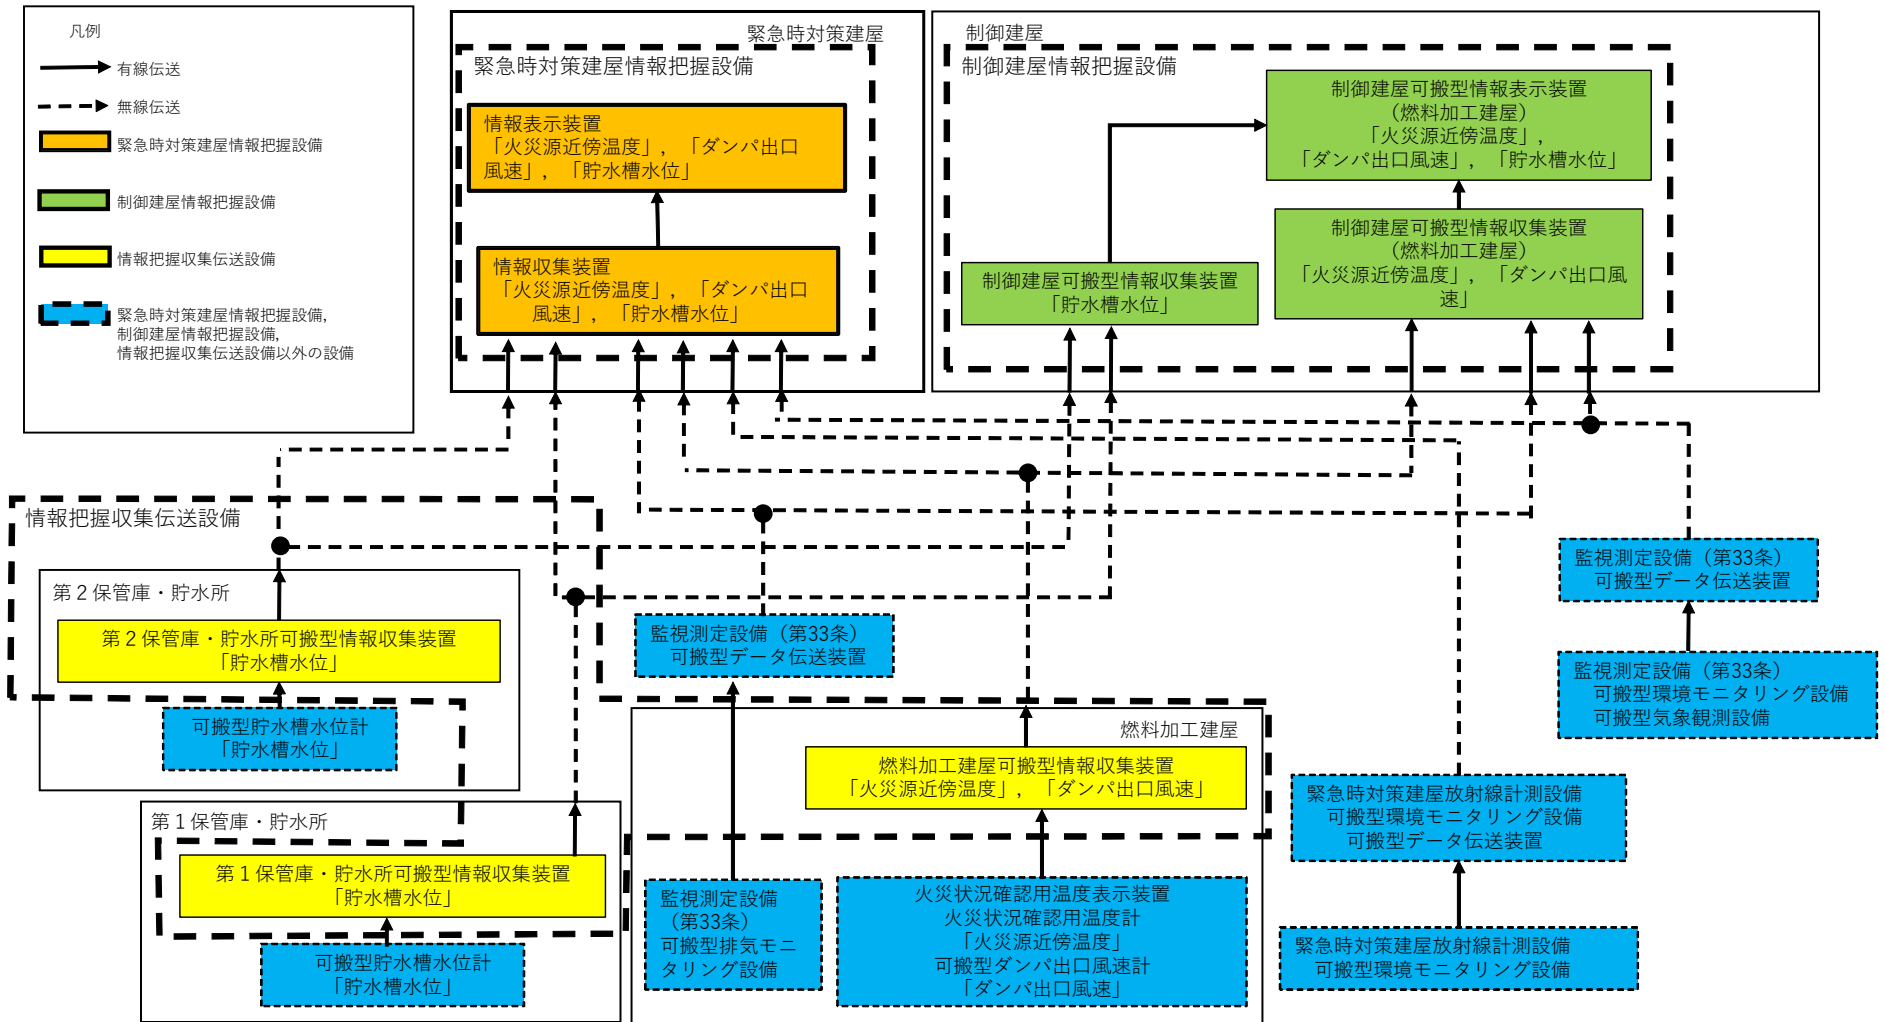 凡例
有線伝送
無線伝送
緊急時対策建屋情報把握設備
制御建屋情報把握設備
情報把握収集伝送設備
緊急時対策建屋情報把握設備,
制御建屋情報把握設備,
情報把握収集伝送設備以外の設備
緊急時対策建屋
緊急時対策建屋情報把握設備
情報表示装置
「火災源近傍温度」，「ダンパ出口
風速」，「貯水槽水位」
情報収集装置
「火災源近傍温度」，「ダンパ出口
風速」，「貯水槽水位」
制御建屋
制御建屋情報把握設備
制御建屋可搬型情報表示装置
（燃料加工建屋）
「火災源近傍温度」，
「ダンパ出口風速」，「貯水槽水位」
制御建屋可搬型情報収集装置
（燃料加工建屋）
「火災源近傍温度」，「ダンパ出口風
速」
制御建屋可搬型情報収集装置
「貯水槽水位」
情報把握収集伝送設備
第２保管庫・貯水所
第２保管庫・貯水所可搬型情報収集装置
「貯水槽水位」
可搬型貯水槽水位計
「貯水槽水位」
第１保管庫・貯水所
第１保管庫・貯水所可搬型情報収集装置
「貯水槽水位」
可搬型貯水槽水位計
「貯水槽水位」
監視測定設備（第33条）
可搬型データ伝送装置
燃料加工建屋
燃料加工建屋可搬型情報収集装置
「火災源近傍温度」，「ダンパ出口風速」
監視測定設備
（第33条）
可搬型排気モニ
タリング設備
火災状況確認用温度表示装置
火災状況確認用温度計
「火災源近傍温度」
可搬型ダンパ出口風速計
「ダンパ出口風速」
監視測定設備（第33条）
可搬型データ伝送装置
監視測定設備（第33条）
可搬型環境モニタリング設備
可搬型気象観測設備
緊急時対策建屋放射線計測設備
可搬型環境モニタリング設備
可搬型データ伝送装置
緊急時対策建屋放射線計測設備
可搬型環境モニタリング設備